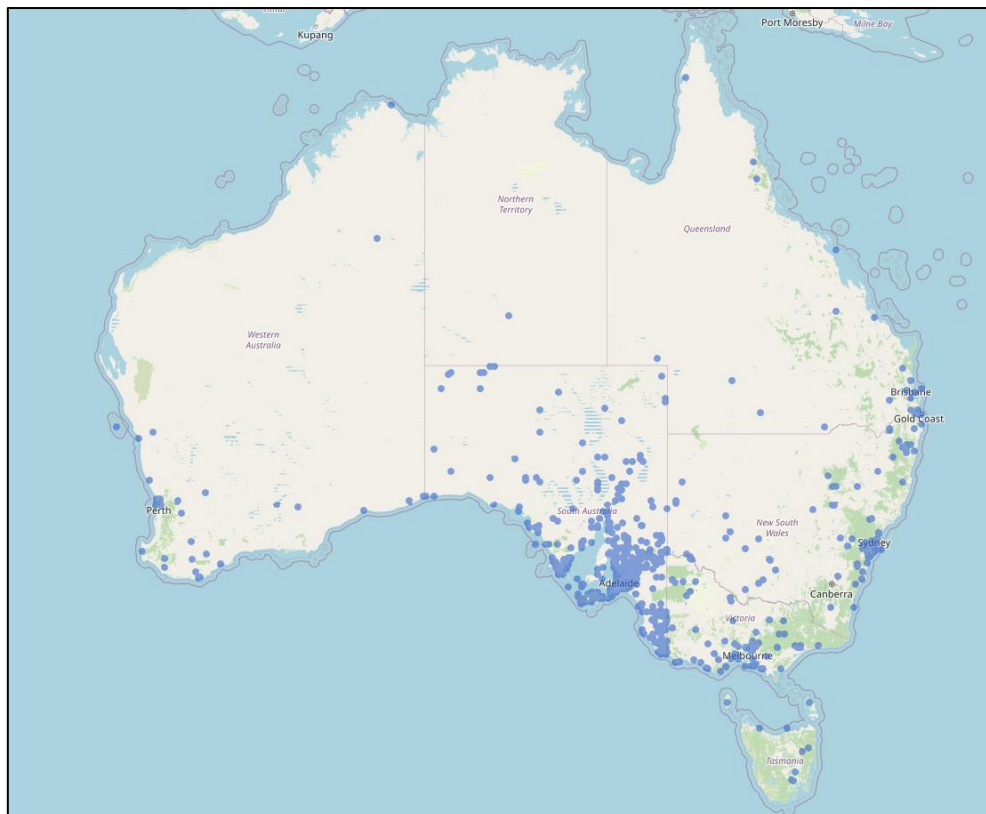 Kupang
Port Moresby
Milne Bay
Northern
Territory
Queensland
Western
Australia
Brisbane
Gold Coast
Perth
South Australia
New South
Wales
Sydney
Adelaide
Canberra
Victoria
Melbourne
Tasmania